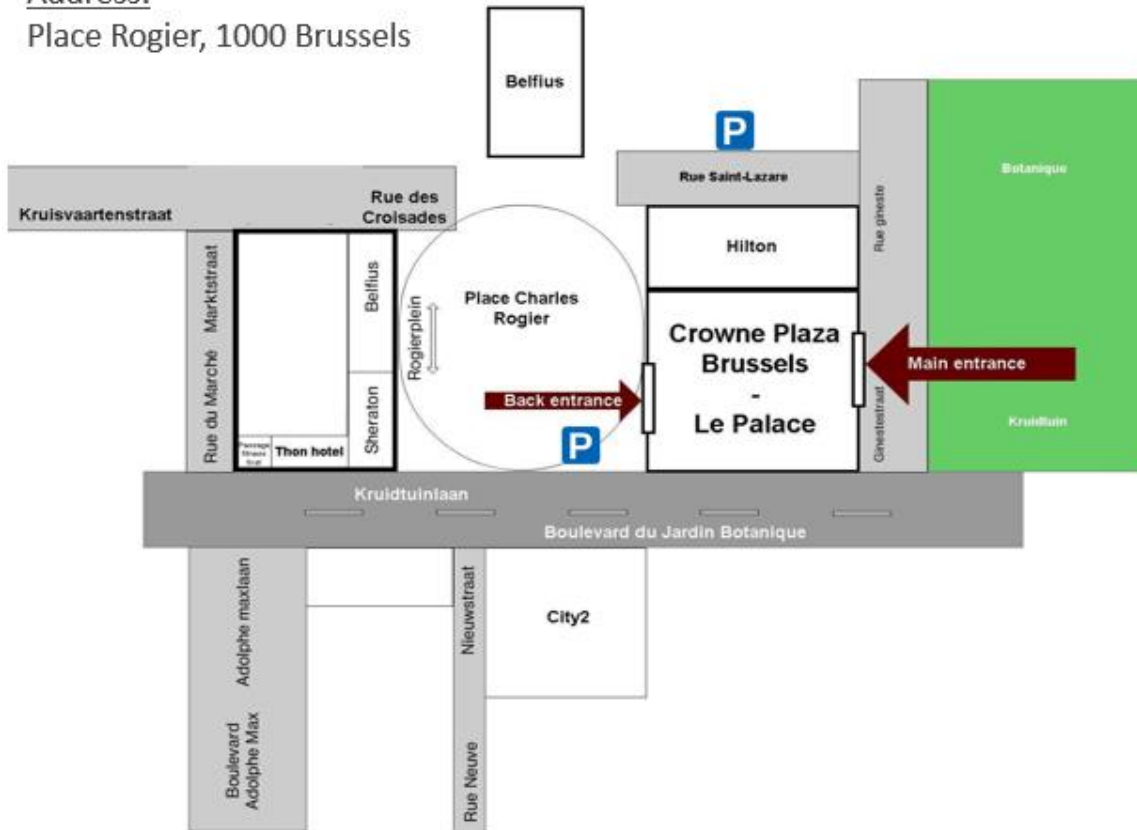 Address:
Place Rogier, 1000 Brussels
Belfius
P
Rue Saint-Lazare
Botanique
Kruisvaartenstraat
Rue des
Croisades
Rue gineste
Hilton
Rue du Marché Marktstraat
Belfius
Rogierplein
Place Charles
Rogier
Crowne Plaza
Brussels
-
Le Palace
Main entrance
Back entrance
Sheraton
Thon hotel
P
Ginestestraat
Kruidtuin
Kruidtuinlaan
Boulevard du Jardin Botanique
Adolphe maxlaan
Nieuwstraat
City2
Boulevard
Adolphe Max
Rue Neuve